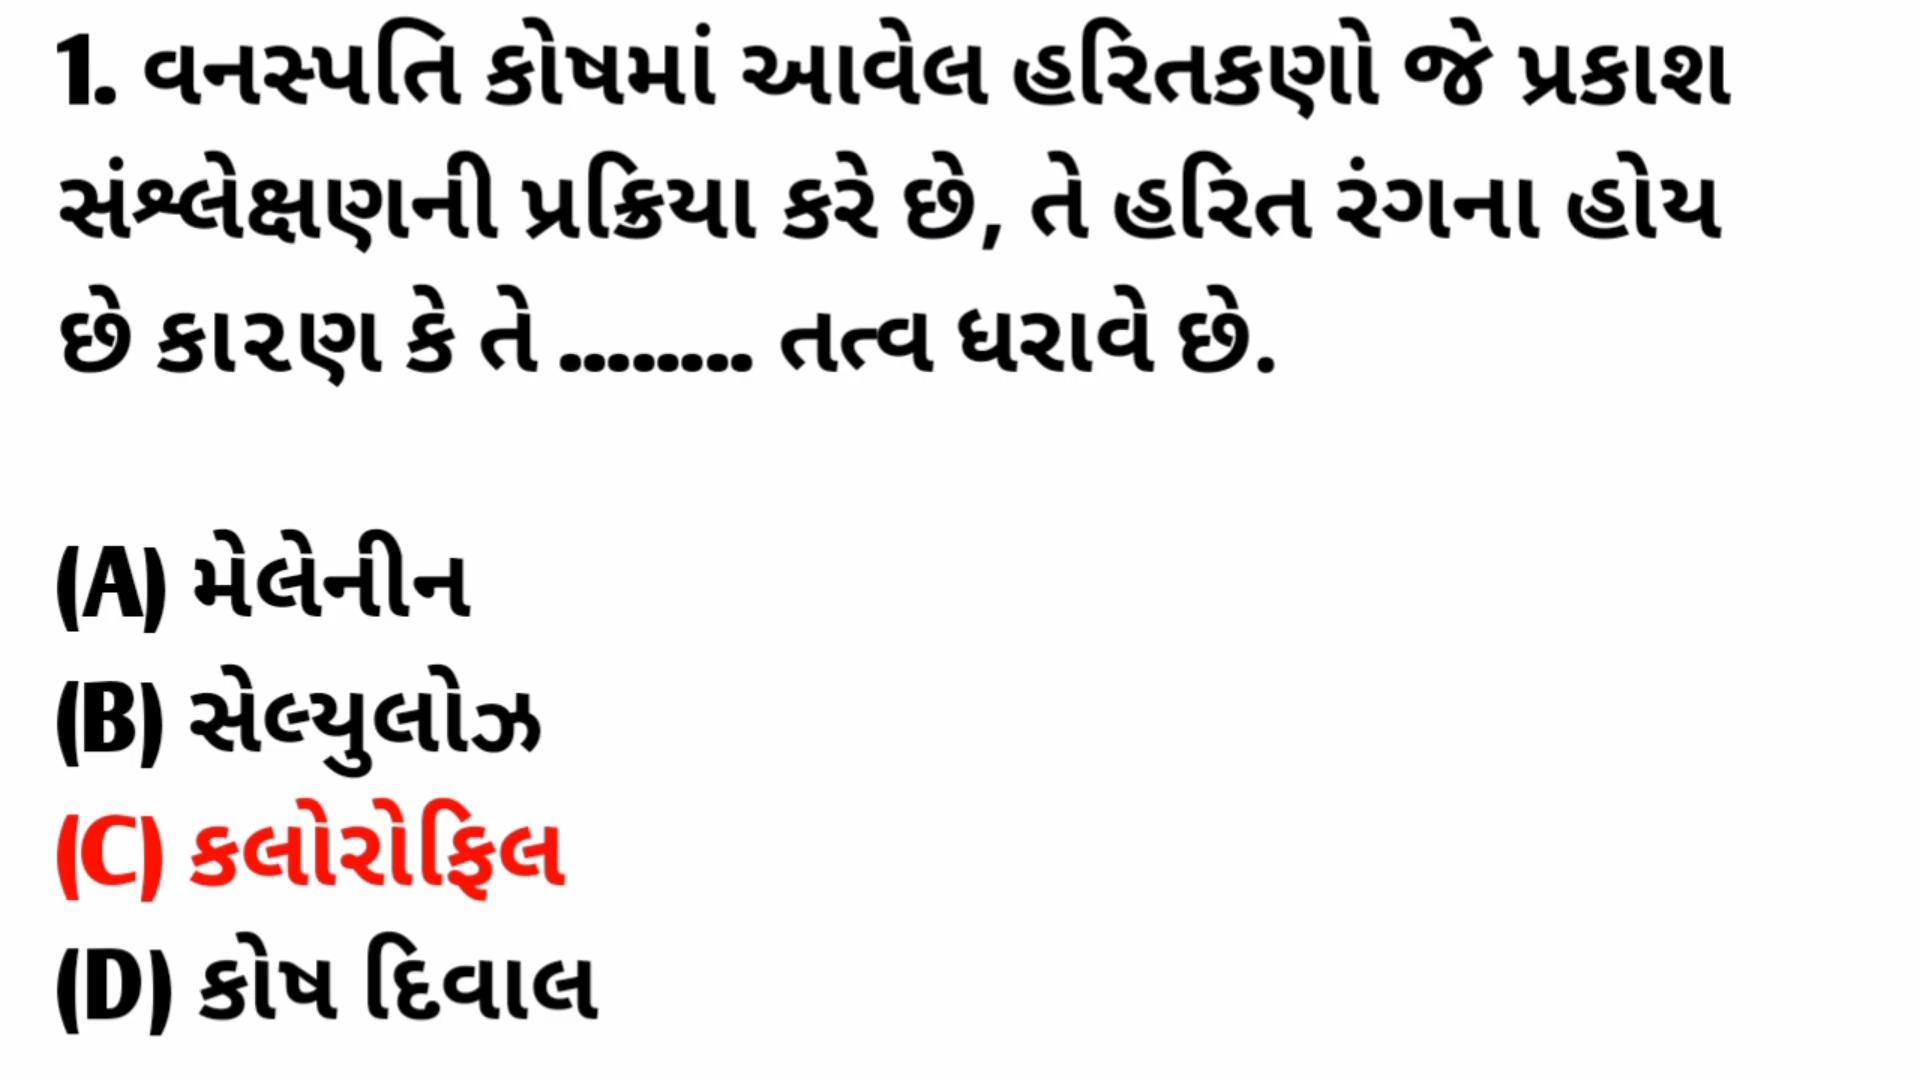 1. વનસ્પતિ કોષમાં આવેલ હરિતકણો જે પ્રકાશ
સંશ્લેક્ષણની પ્રક્રિયા કરે છે, તે હરિત રંગના હોય
છે કારણ કે તે ........ તત્વ ધરાવે છે.
(A) મેલેનીન
(B) સેલ્યુલોઝ
(C) કલોરોફિલ
(D) કોષ દિવાલ